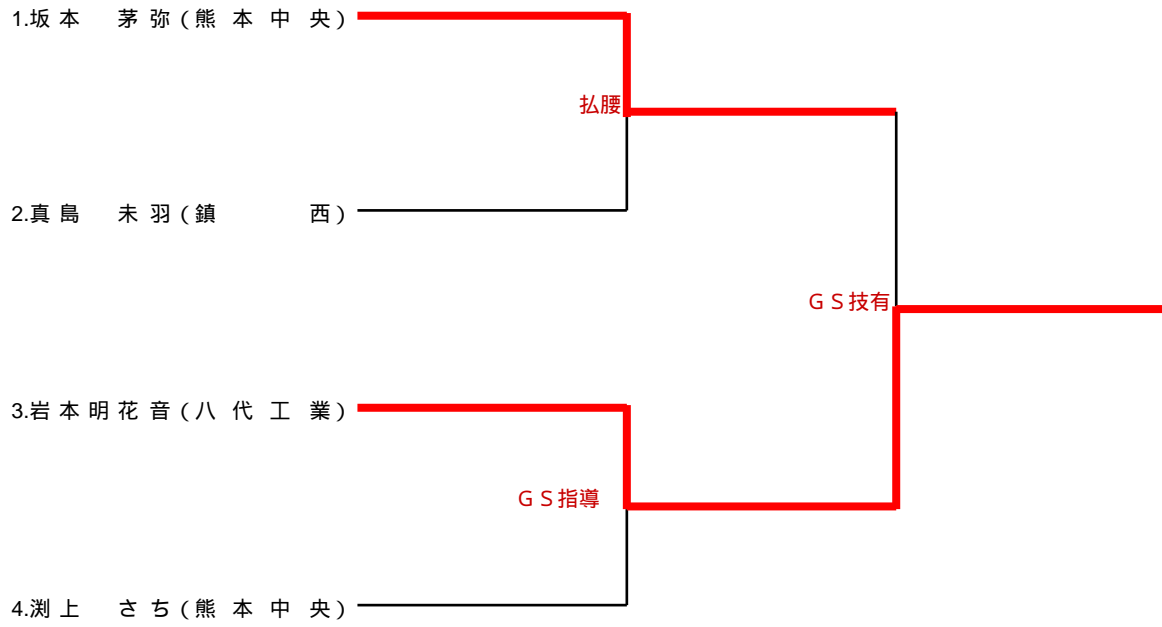 1.坂本 茅弥(熊本中央)
払腰
2.真島 未羽(鎮 西)
GS技有
3.岩本明花音(八代工業)
GS指導
4.渕上 さち(熊本中央)